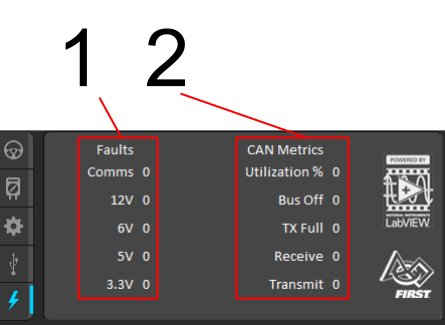 1 2
Faults
Comms 0
12V 0
6V 0
5V 0
3.3V 0
CAN Metrics
Utilization % 0
Bus Off 0
TX Full 0
Receive 0
Transmit 0
POWERED BY
NATIONAL INSTRUMENTS
LabVIEW
FIRST